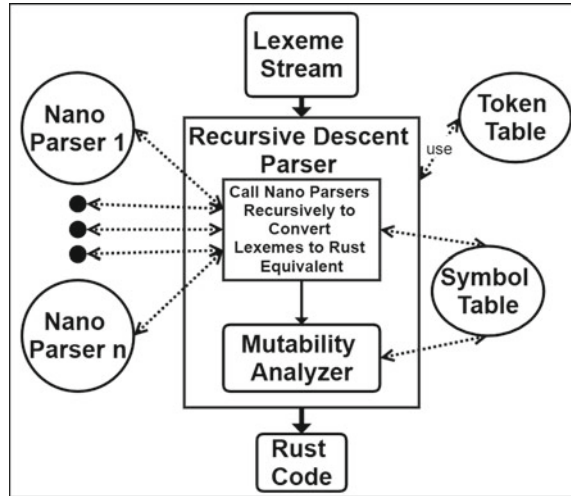 Lexeme
Stream
Nano
Parser 1
Recursive Descent
Parser
Token
Table
use
Call Nano Parsers
Recursively to
Convert
Lexemes to Rust
Equivalent
Symbol
Table
Nano
Parser n
Mutability
Analyzer
Rust
Code